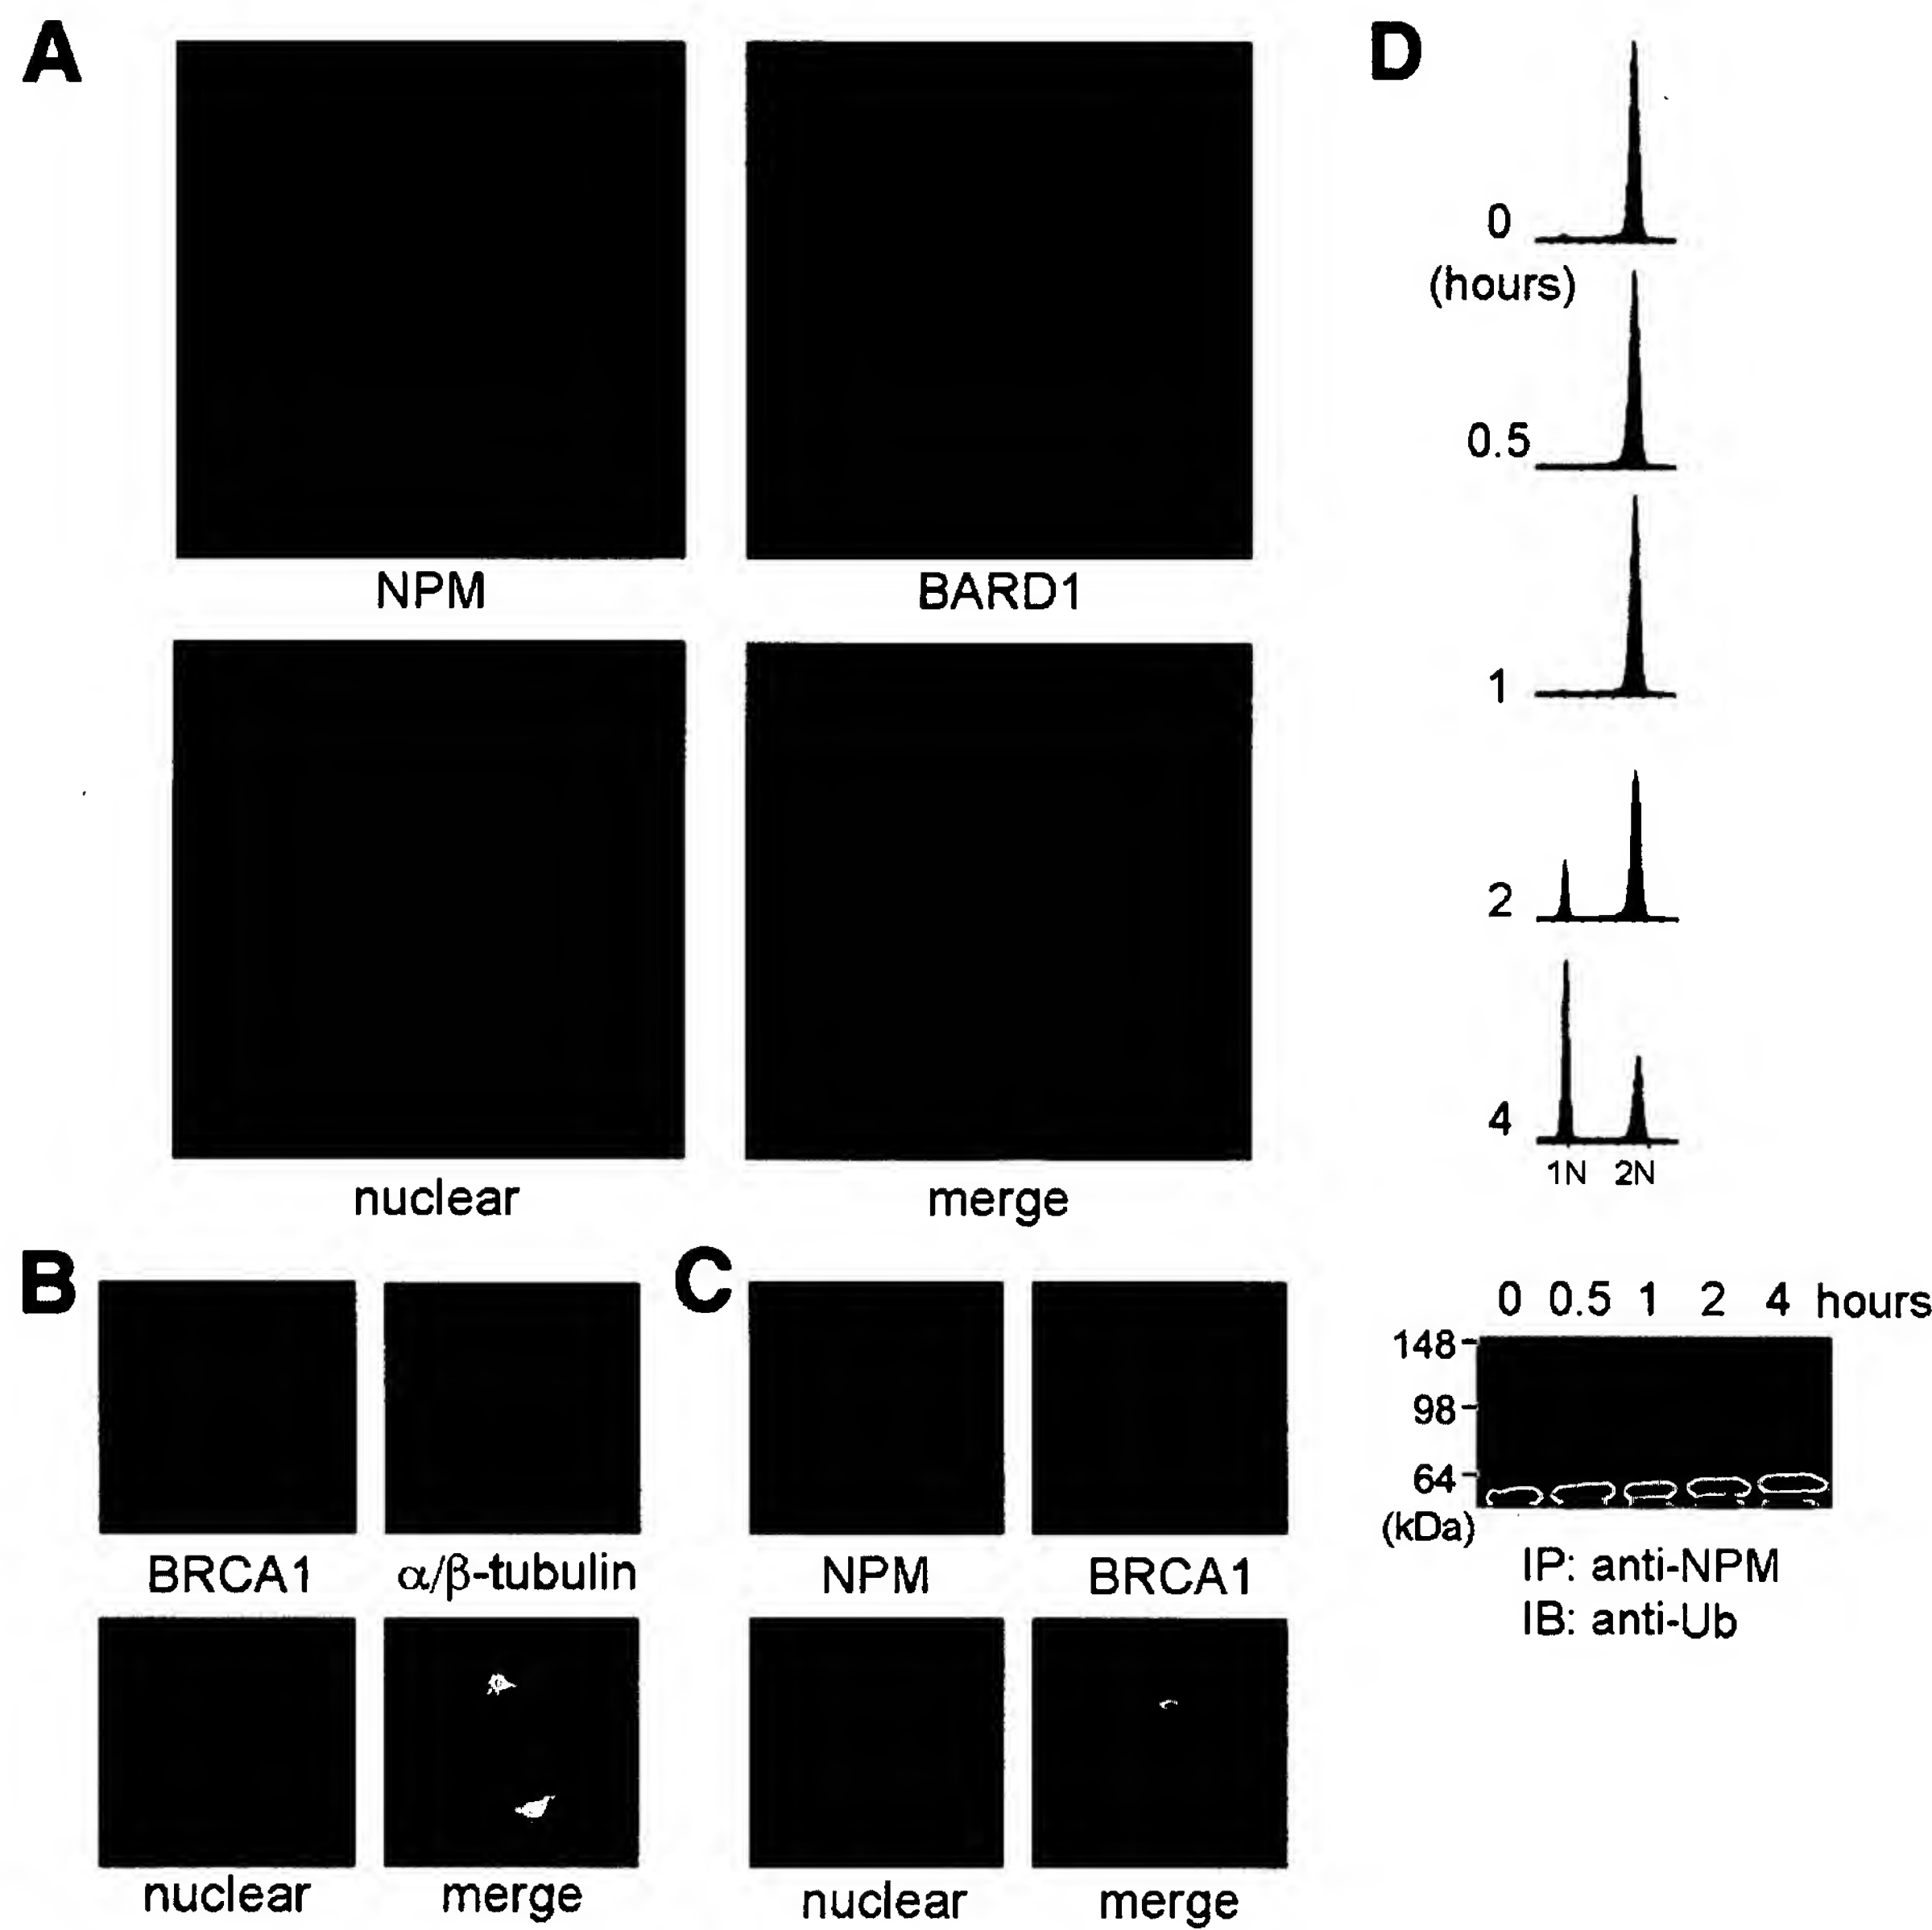 A
NPM
BARD1
nuclear
merge
B
BRCA1
α/β-tubulin
nuclear
merge
C
NPM
BRCA1
nuclear
merge
D
0
(hours)
0.5
1
2
4
1N 2N
0 0.5 1 2 4 hours
148
98
64
(kDa)
IP: anti-NPM
IB: anti-Ub